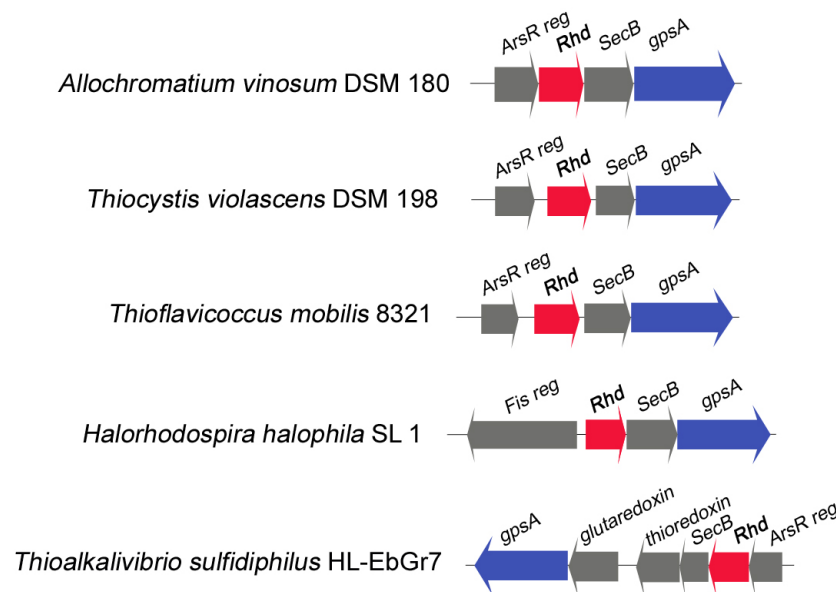 ArsR reg Rhd SecB gpsA
Allochromatium vinosum DSM 180
ArsR reg Rhd SecB gpsA
Thiocystis violascens DSM 198
ArsR reg Rhd SecB gpsA
Thioflavicoccus mobilis 8321
Fis reg Rhd SecB gpsA
Halorhodospira halophila SL 1
gpsA glutaredoxin thioredoxin SecB Rhd ArsR reg
Thioalkalivibrio sulfidiphilus HL-EbGr7